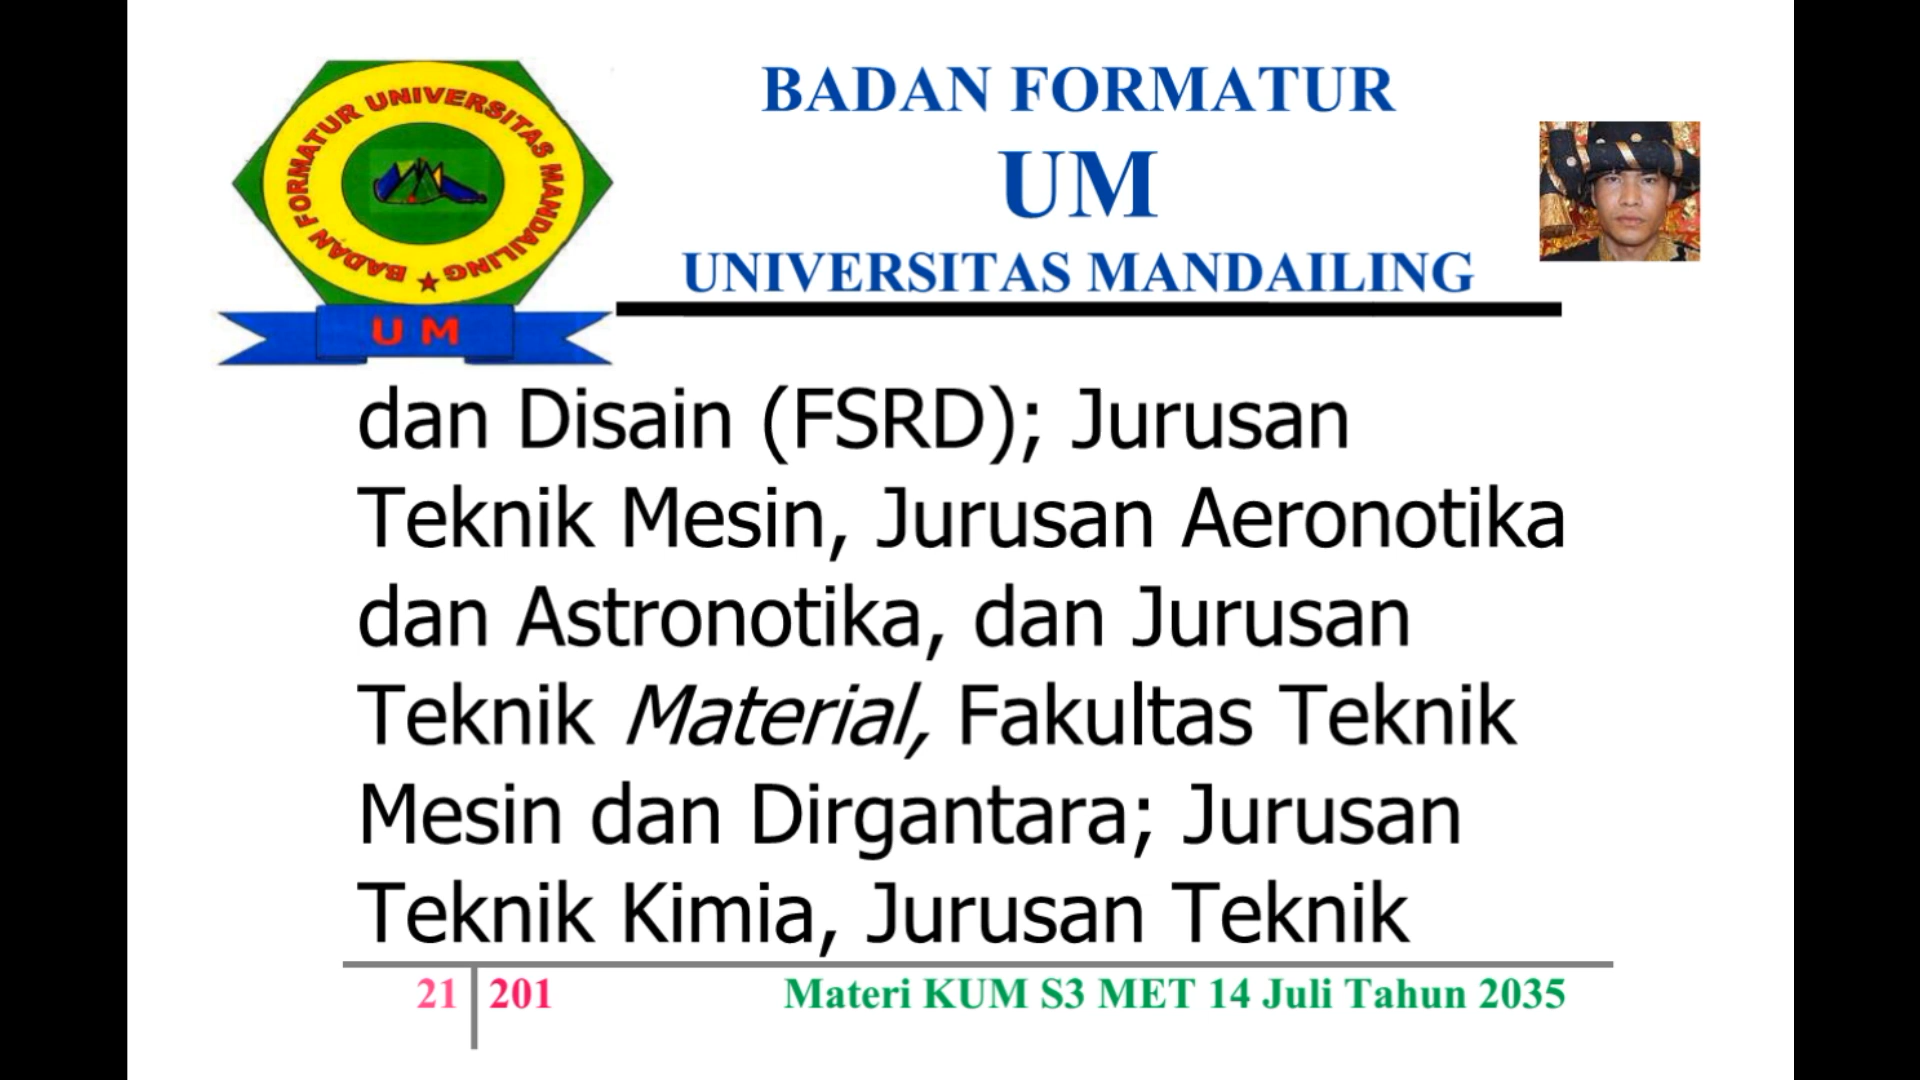 BADAN FORMATUR UNIVERSITAS MANDAILING
U M
BADAN FORMATUR
UM
UNIVERSITAS MANDAILING
dan Disain (FSRD); Jurusan
Teknik Mesin, Jurusan Aeronotika
dan Astronotika, dan Jurusan
Teknik Material, Fakultas Teknik
Mesin dan Dirgantara; Jurusan
Teknik Kimia, Jurusan Teknik
21 201 Materi KUM S3 MET 14 Juli Tahun 2035